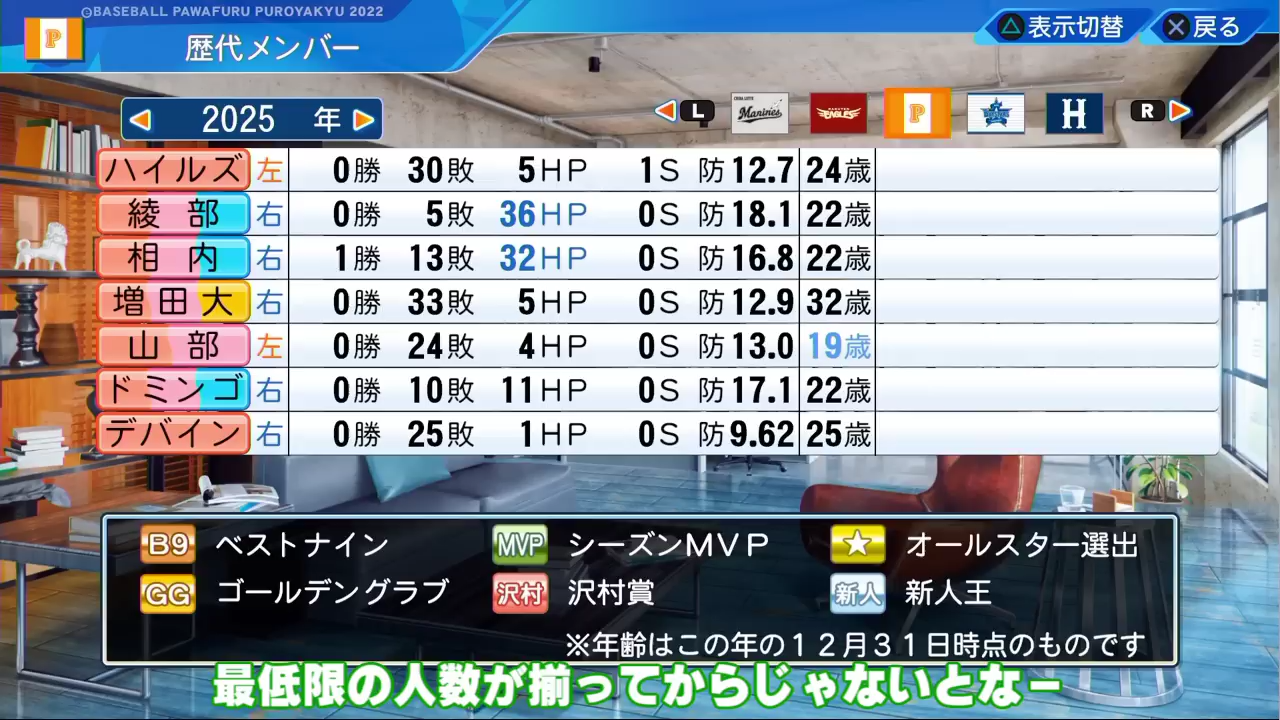 ©BASEBALL PAWAFURU PUROYAKYU 2022
P
歴代メンバー
表示切替
戻る
2025 年
L
Marines
EAGLES
P
H
R
ハイルズ 左 0勝 30敗 5HP 1S 防12.7 24歳
綾部 右 0勝 5敗 36HP 0S 防18.1 22歳
相内 右 1勝 13敗 32HP 0S 防16.8 22歳
増田大 右 0勝 33敗 5HP 0S 防12.9 32歳
山部 左 0勝 24敗 4HP 0S 防13.0 19歳
ドミンゴ 右 0勝 10敗 11HP 0S 防17.1 22歳
デバイン 右 0勝 25敗 1HP 0S 防9.62 25歳
B9 ベストナイン MVP シーズンMVP ★ オールスター選出
GG ゴールデングラブ 沢村 沢村賞 新人 新人王
※年齢はこの年の12月31日時点のものです
最低限の人数が揃ってからじゃないとなー